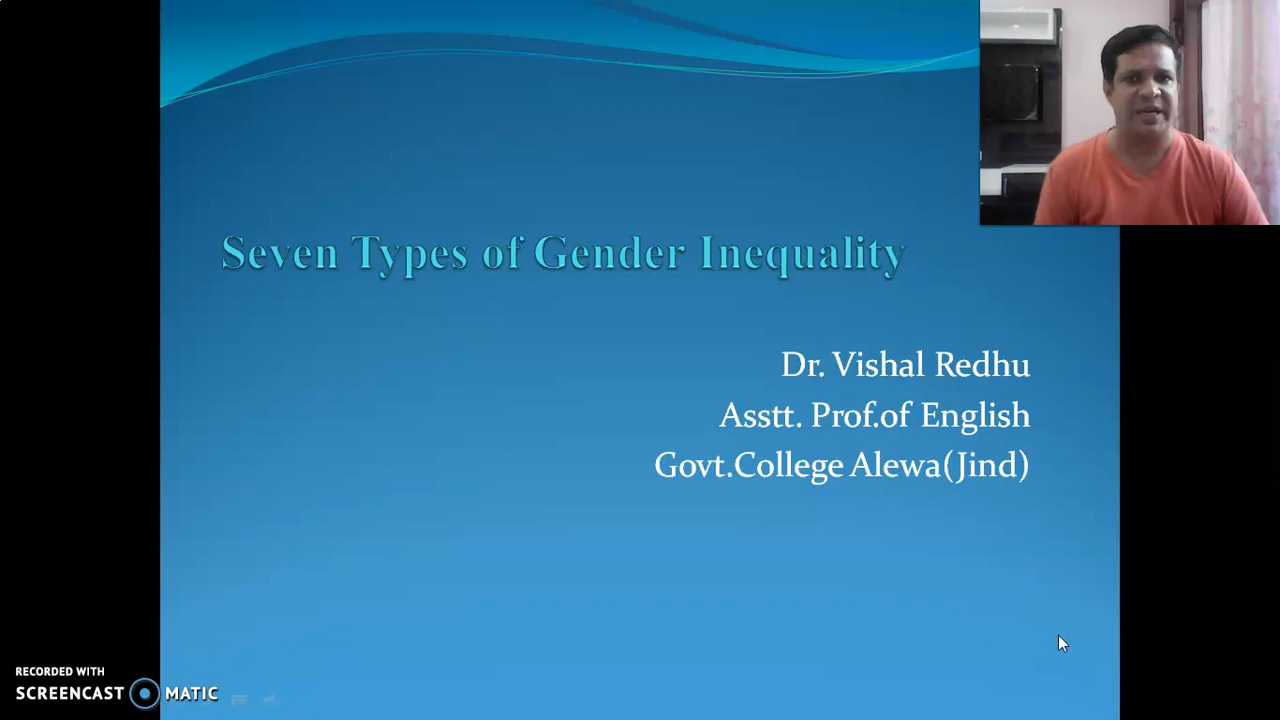 Seven Types of Gender Inequality
Dr. Vishal Redhu
Asstt. Prof.of English
Govt.College Alewa(Jind)
RECORDED WITH
SCREENCAST MATIC